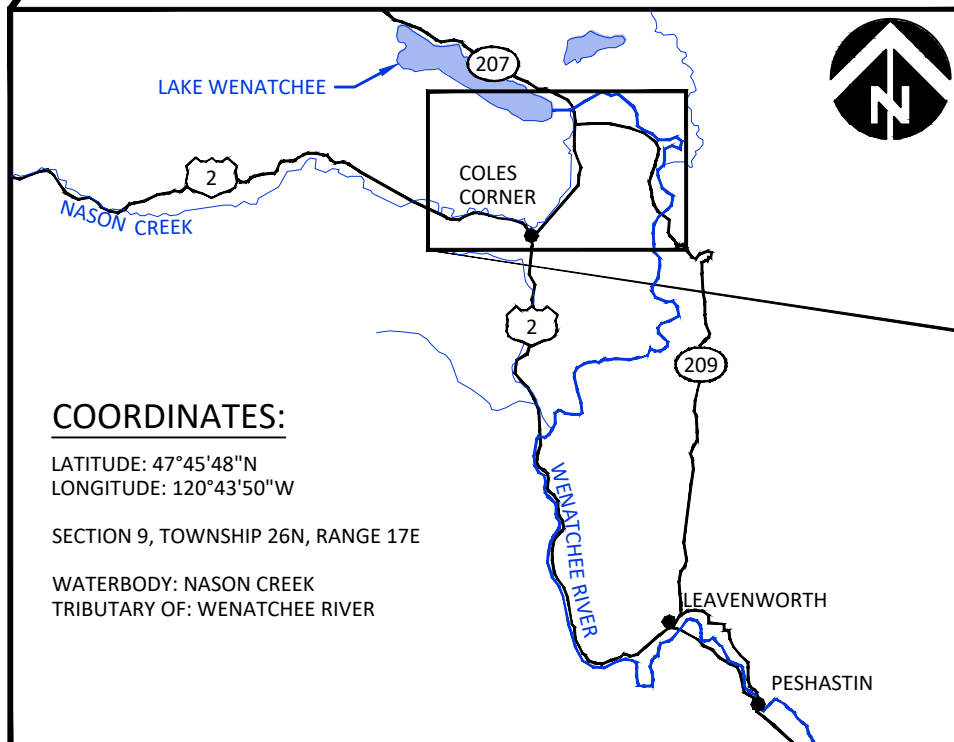 207
LAKE WENATCHEE
N
2
COLES
CORNER
NASON CREEK
2
209
COORDINATES:
LATITUDE: 47°45'48"N
LONGITUDE: 120°43'50"W
SECTION 9, TOWNSHIP 26N, RANGE 17E
WATERBODY: NASON CREEK
TRIBUTARY OF: WENATCHEE RIVER
WENATCHEE RIVER
LEAVENWORTH
PESHASTIN